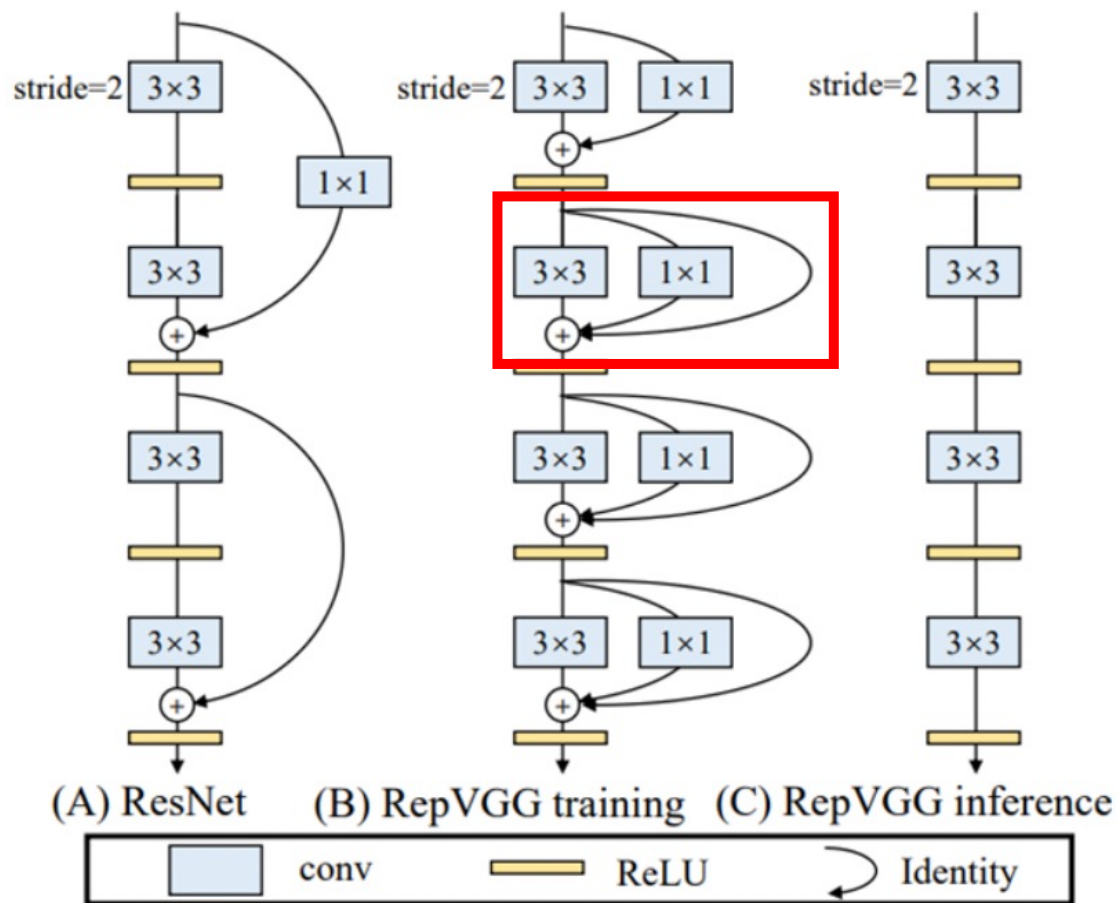 stride=2 3×3
1×1
3×3
3×3
3×3
(A) ResNet
stride=2 3×3 1×1
3×3 1×1
3×3 1×1
3×3 1×1
(B) RepVGG training
stride=2 3×3
3×3
3×3
3×3
(C) RepVGG inference
conv ReLU Identity